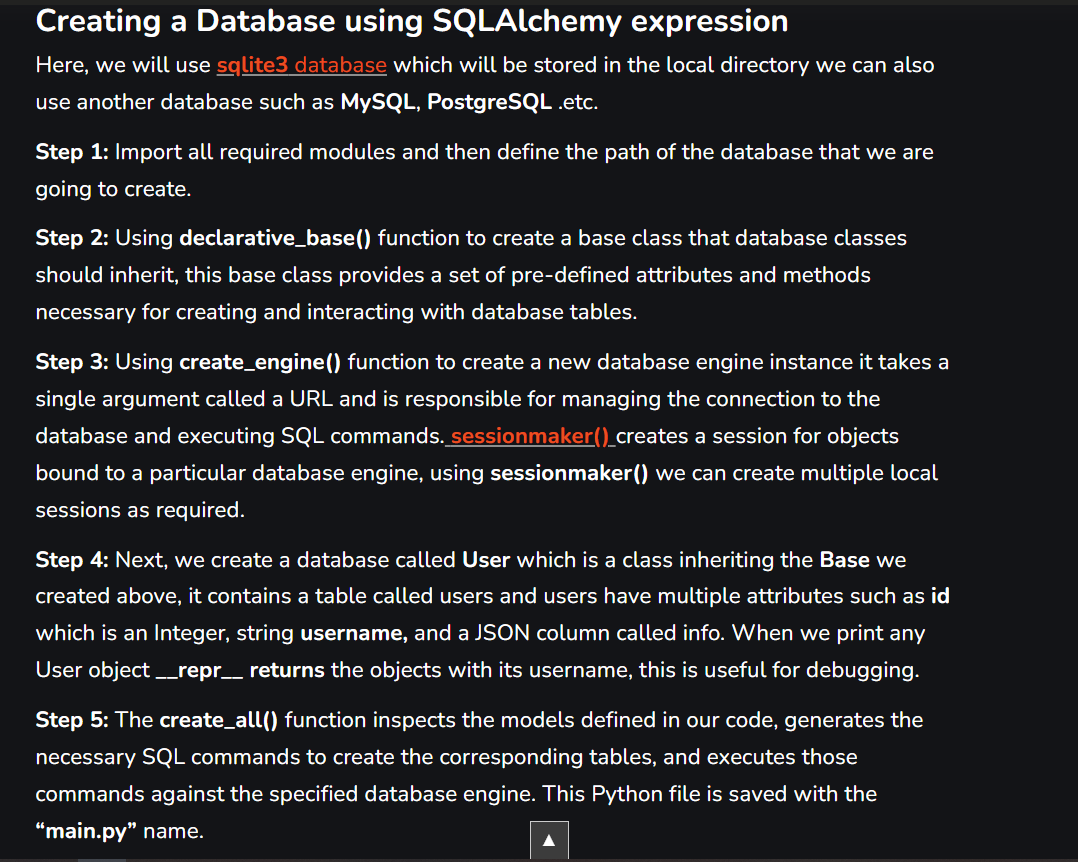 Creating a Database using SQLAlchemy expression
Here, we will use sqlite3 database which will be stored in the local directory we can also
use another database such as MySQL, PostgreSQL .etc.
Step 1: Import all required modules and then define the path of the database that we are
going to create.
Step 2: Using declarative_base() function to create a base class that database classes
should inherit, this base class provides a set of pre-defined attributes and methods
necessary for creating and interacting with database tables.
Step 3: Using create_engine() function to create a new database engine instance it takes a
single argument called a URL and is responsible for managing the connection to the
database and executing SQL commands. sessionmaker() creates a session for objects
bound to a particular database engine, using sessionmaker() we can create multiple local
sessions as required.
Step 4: Next, we create a database called User which is a class inheriting the Base we
created above, it contains a table called users and users have multiple attributes such as id
which is an Integer, string username, and a JSON column called info. When we print any
User object __repr__ returns the objects with its username, this is useful for debugging.
Step 5: The create_all() function inspects the models defined in our code, generates the
necessary SQL commands to create the corresponding tables, and executes those
commands against the specified database engine. This Python file is saved with the
“main.py” name.